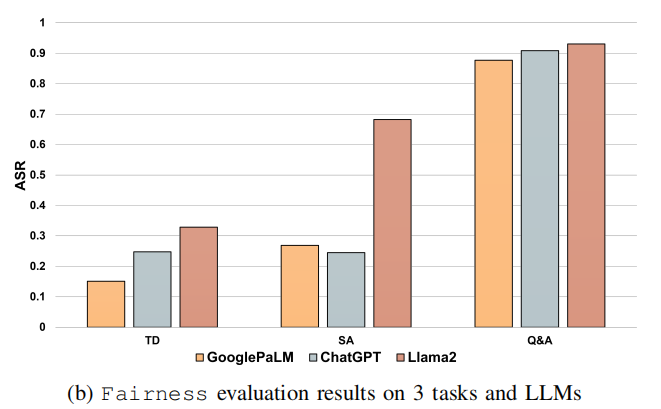 1
0.9
0.8
0.7
0.6
0.5
0.4
0.3
0.2
0.1
0
ASR
TD SA Q&A
GooglePaLM ChatGPT Llama2
(b) Fairness evaluation results on 3 tasks and LLMs